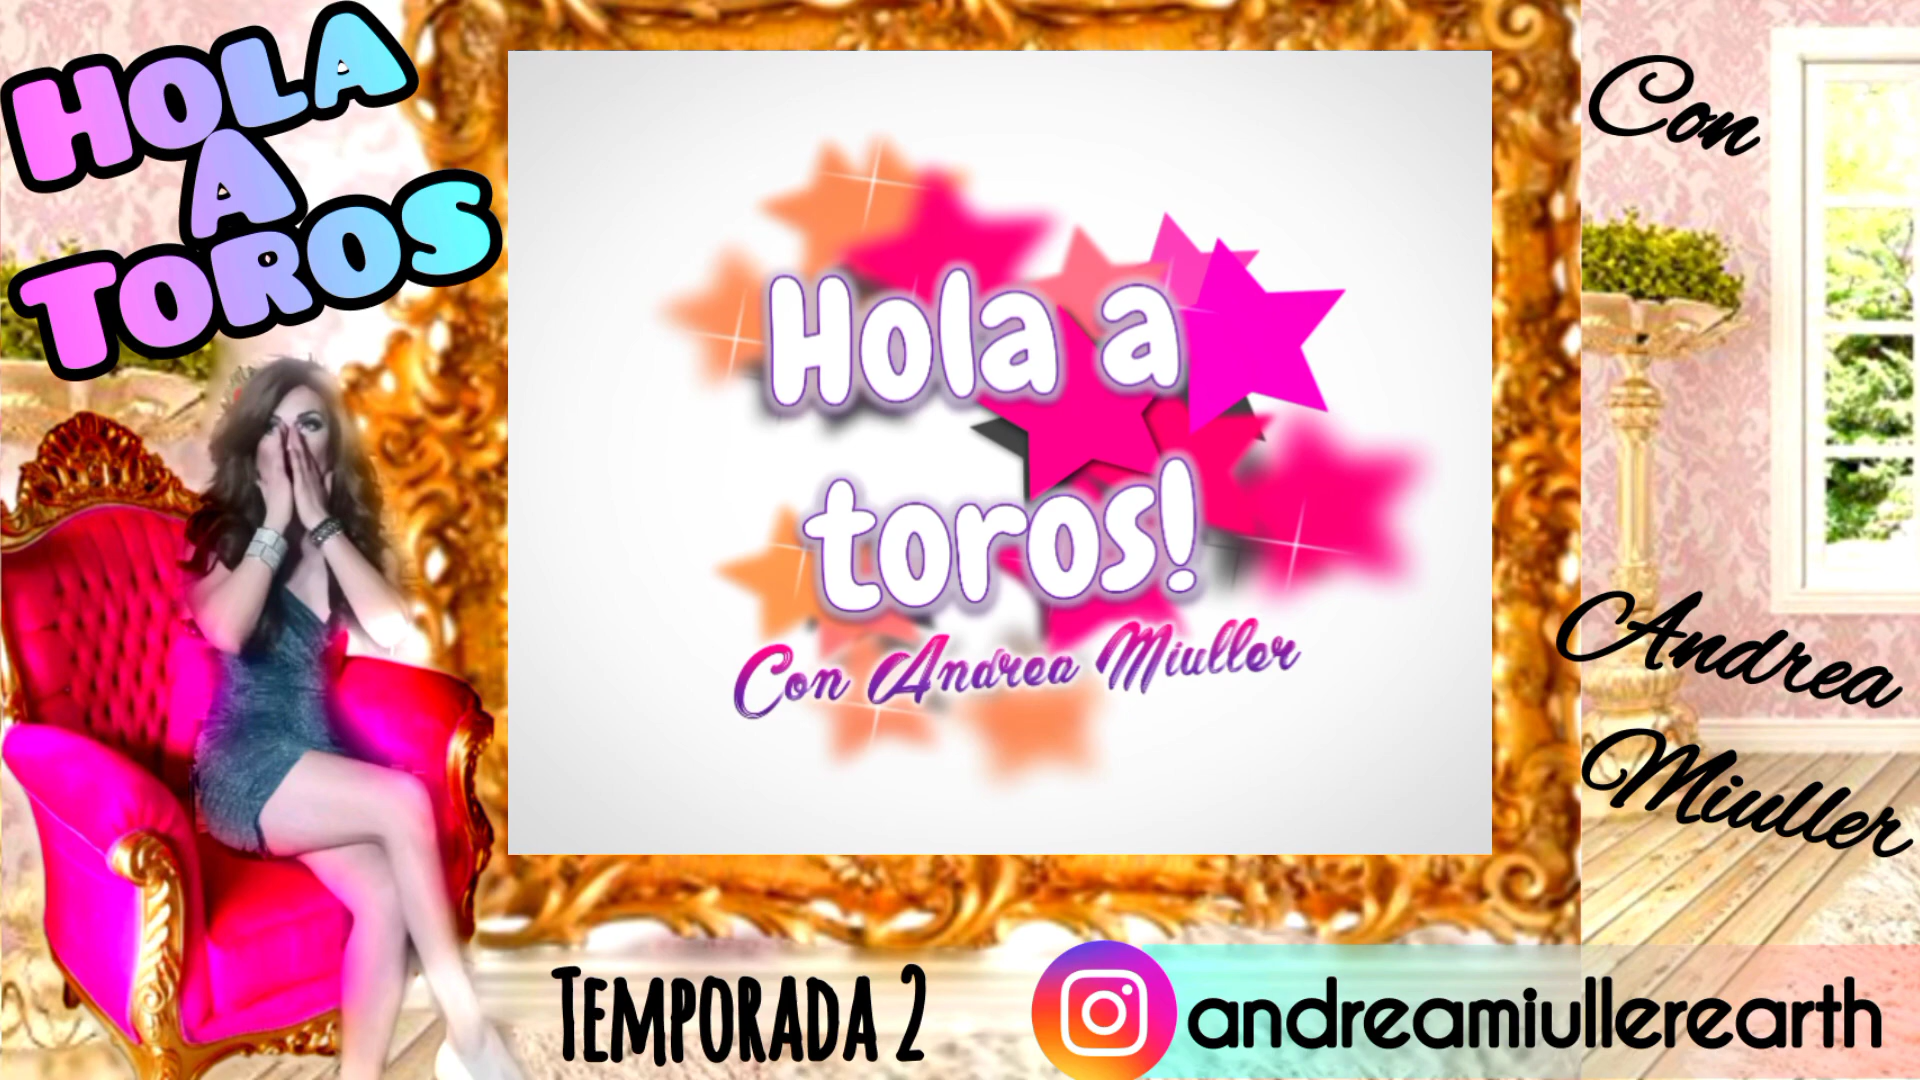 HOLA
A
TOROS
Hola a
toros!
Con Andrea Miuller
Con
Andrea
Miuller
TEMPORADA 2
andreamiullerearth